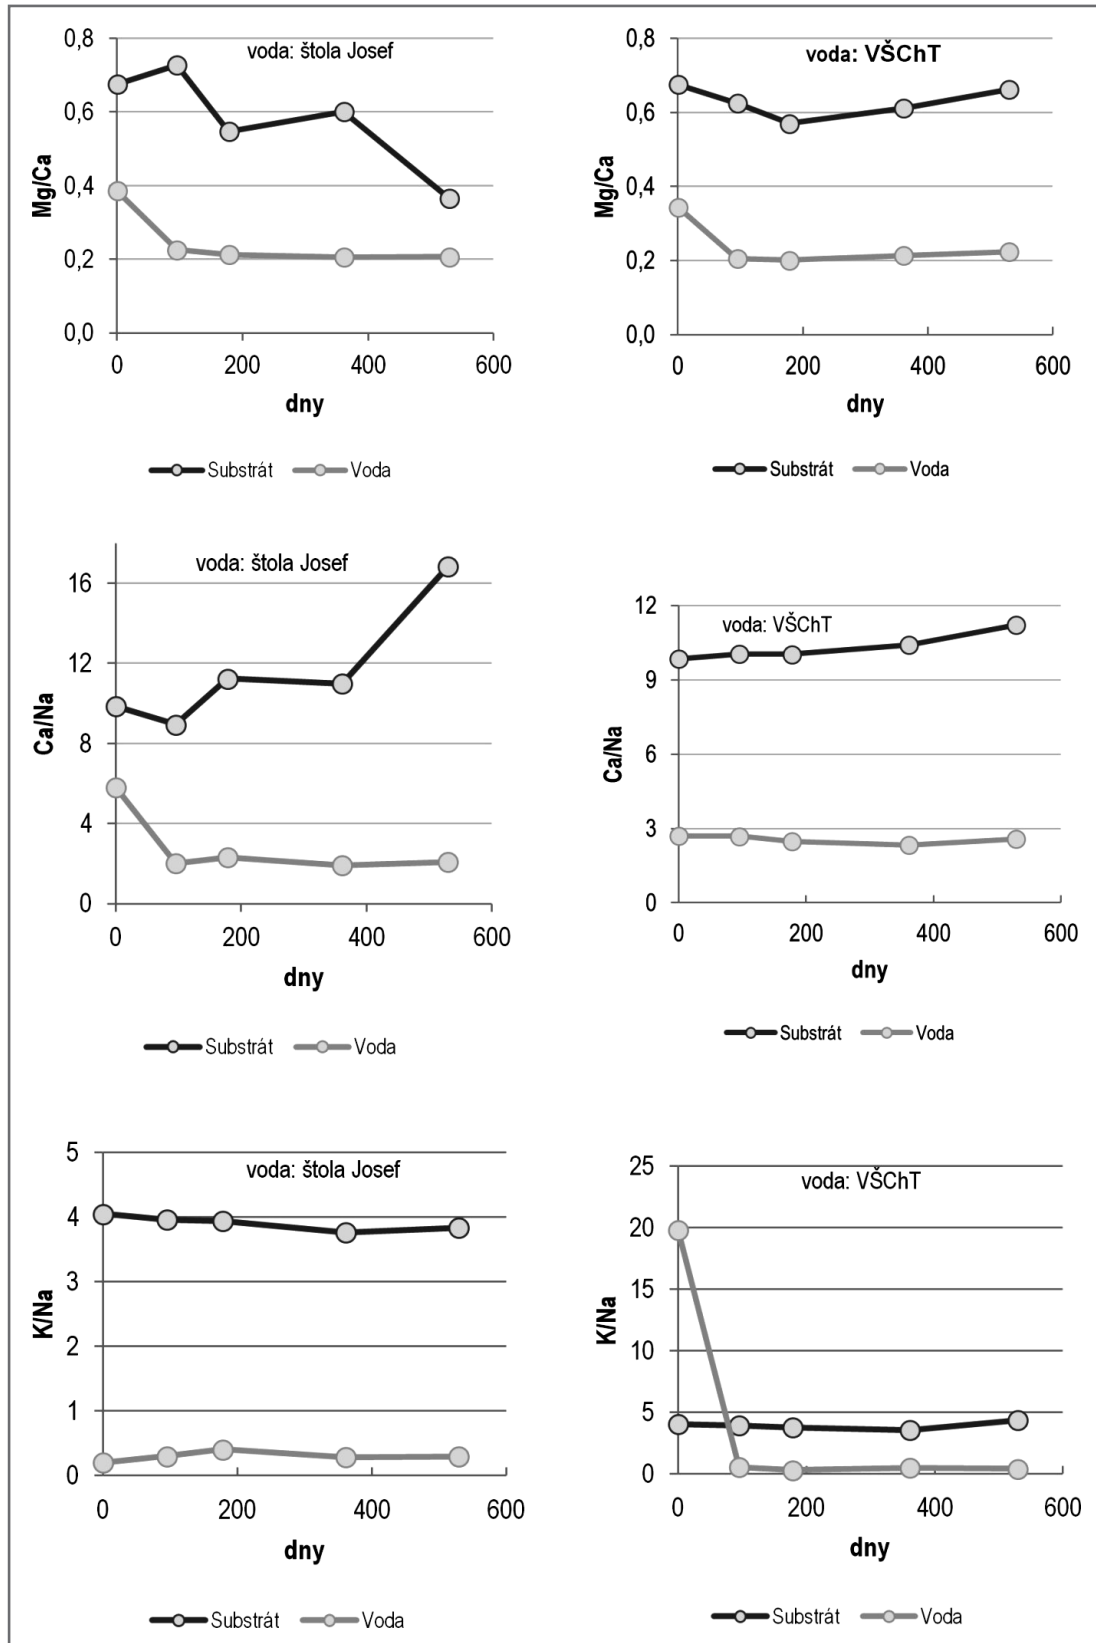 voda: štola Josef
0,8
0,6
0,4
0,2
0,0
Mg/Ca
0 200 400 600
dny
Substrát Voda
voda: VŠChT
0,8
0,6
0,4
0,2
0,0
Mg/Ca
0 200 400 600
dny
Substrát Voda
voda: štola Josef
16
12
8
4
0
Ca/Na
0 200 400 600
dny
Substrát Voda
voda: VŠChT
12
9
6
3
0
Ca/Na
0 200 400 600
dny
Substrát Voda
voda: štola Josef
5
4
3
2
1
0
K/Na
0 200 400 600
dny
Substrát Voda
voda: VŠChT
25
20
15
10
5
0
K/Na
0 200 400 600
dny
Substrát Voda